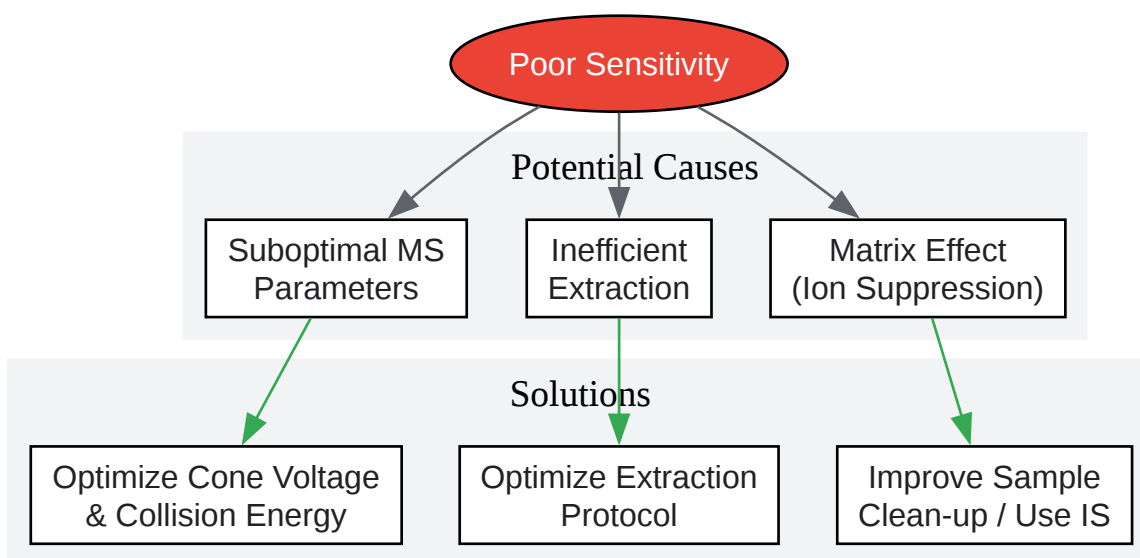 Poor Sensitivity
Potential Causes
Suboptimal MS
Parameters
Inefficient
Extraction
Matrix Effect
(Ion Suppression)
Solutions
Optimize Cone Voltage
& Collision Energy
Optimize Extraction
Protocol
Improve Sample
Clean-up / Use IS